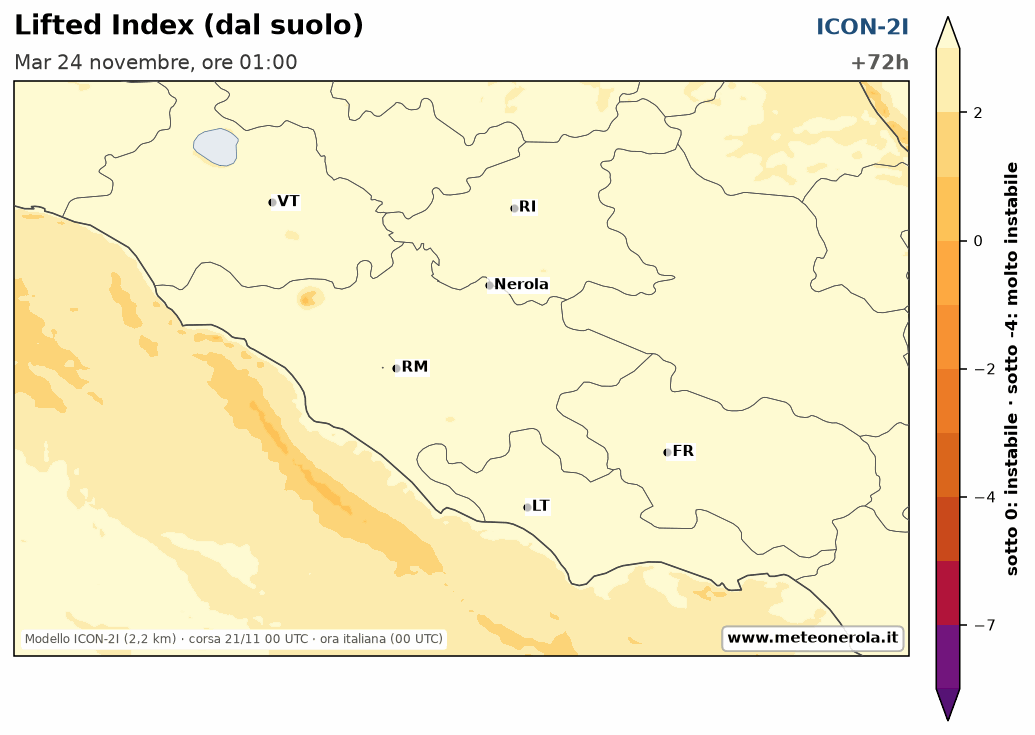 Lifted Index (dal suolo)
ICON-2I
Mar 24 novembre, ore 01:00
+72h
VT
RI
Nerola
RM
FR
LT
2
0
−2
−4
−7
sotto 0: instabile · sotto -4: molto instabile
Modello ICON-2I (2,2 km) · corsa 21/11 00 UTC · ora italiana (00 UTC)
www.meteonerola.it